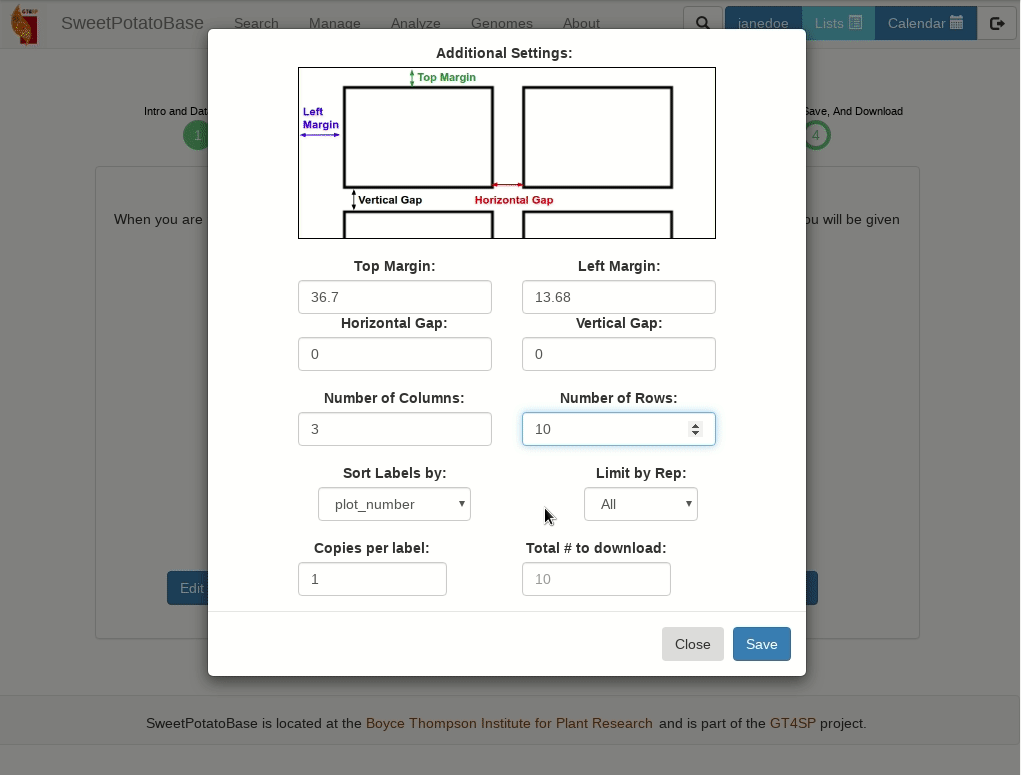 SweetPotatoBase Search Manage Analyze Genomes About janedoe Lists Calendar
Additional Settings:
Top Margin
Left
Margin
Vertical Gap
Horizontal Gap
Intro and Dat
Save, And Download
1
4
When you are
ou will be given
Top Margin: Left Margin:
36.7 13.68
Horizontal Gap: Vertical Gap:
0 0
Number of Columns: Number of Rows:
3 10
Sort Labels by: Limit by Rep:
plot_number All
Copies per label: Total # to download:
1 10
Edit
Close Save
SweetPotatoBase is located at the Boyce Thompson Institute for Plant Research and is part of the GT4SP project.